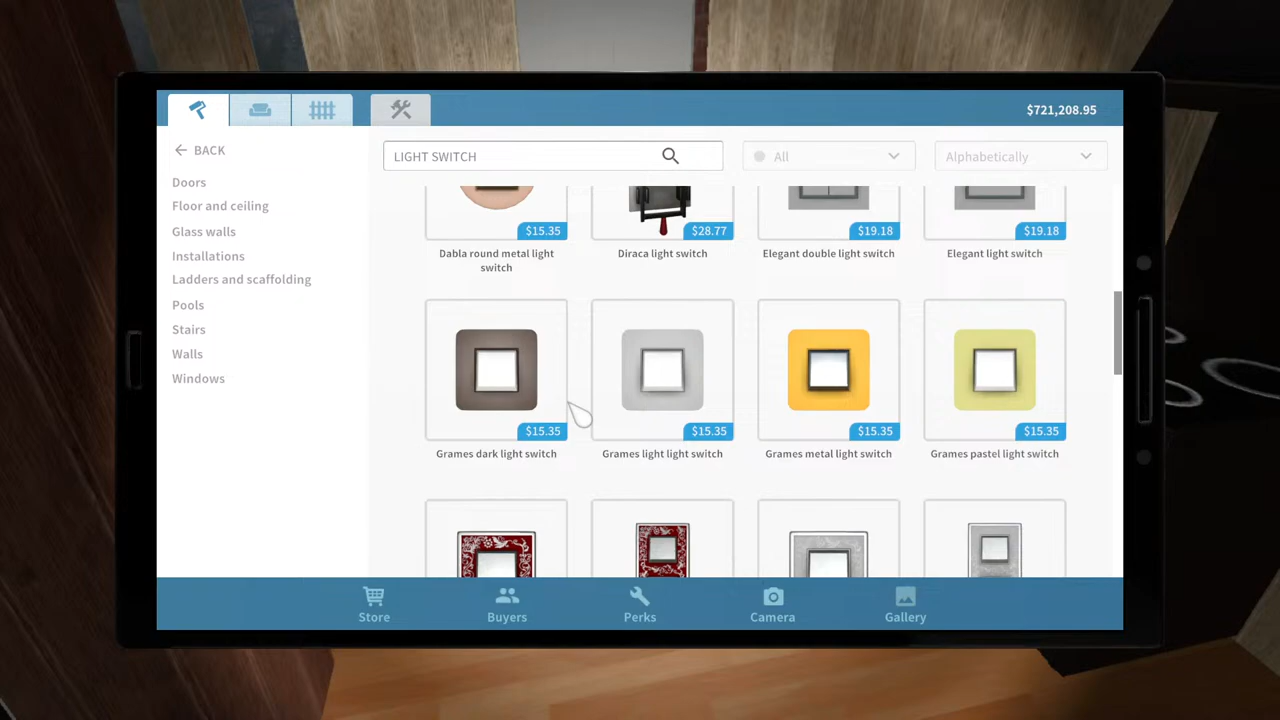 $721,208.95
BACK
LIGHT SWITCH
All
Alphabetically
Doors
Floor and ceiling
Glass walls
Installations
Ladders and scaffolding
Pools
Stairs
Walls
Windows
$15.35
$28.77
$19.18
$19.18
Dabla round metal light
switch
Diraca light switch
Elegant double light switch
Elegant light switch
$15.35
$15.35
$15.35
$15.35
Grames dark light switch
Grames light light switch
Grames metal light switch
Grames pastel light switch
Store
Buyers
Perks
Camera
Gallery